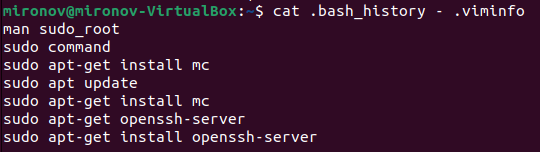 mironov@mironov-VirtualBox:~$ cat .bash_history - .viminfo
man sudo_root
sudo command
sudo apt-get install mc
sudo apt update
sudo apt-get install mc
sudo apt-get openssh-server
sudo apt-get install openssh-server